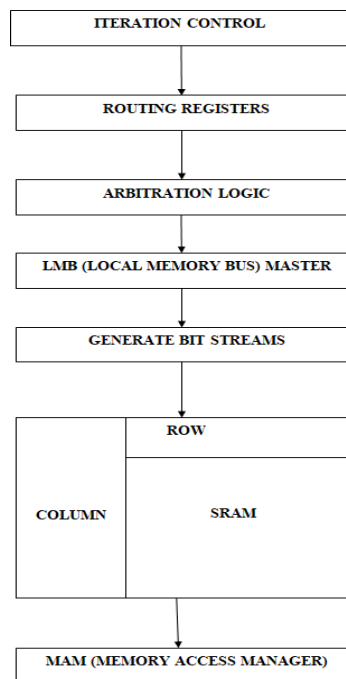 ITERATION CONTROL
ROUTING REGISTERS
ARBITRATION LOGIC
LMB (LOCAL MEMORY BUS) MASTER
GENERATE BIT STREAMS
ROW
COLUMN
SRAM
MAM (MEMORY ACCESS MANAGER)